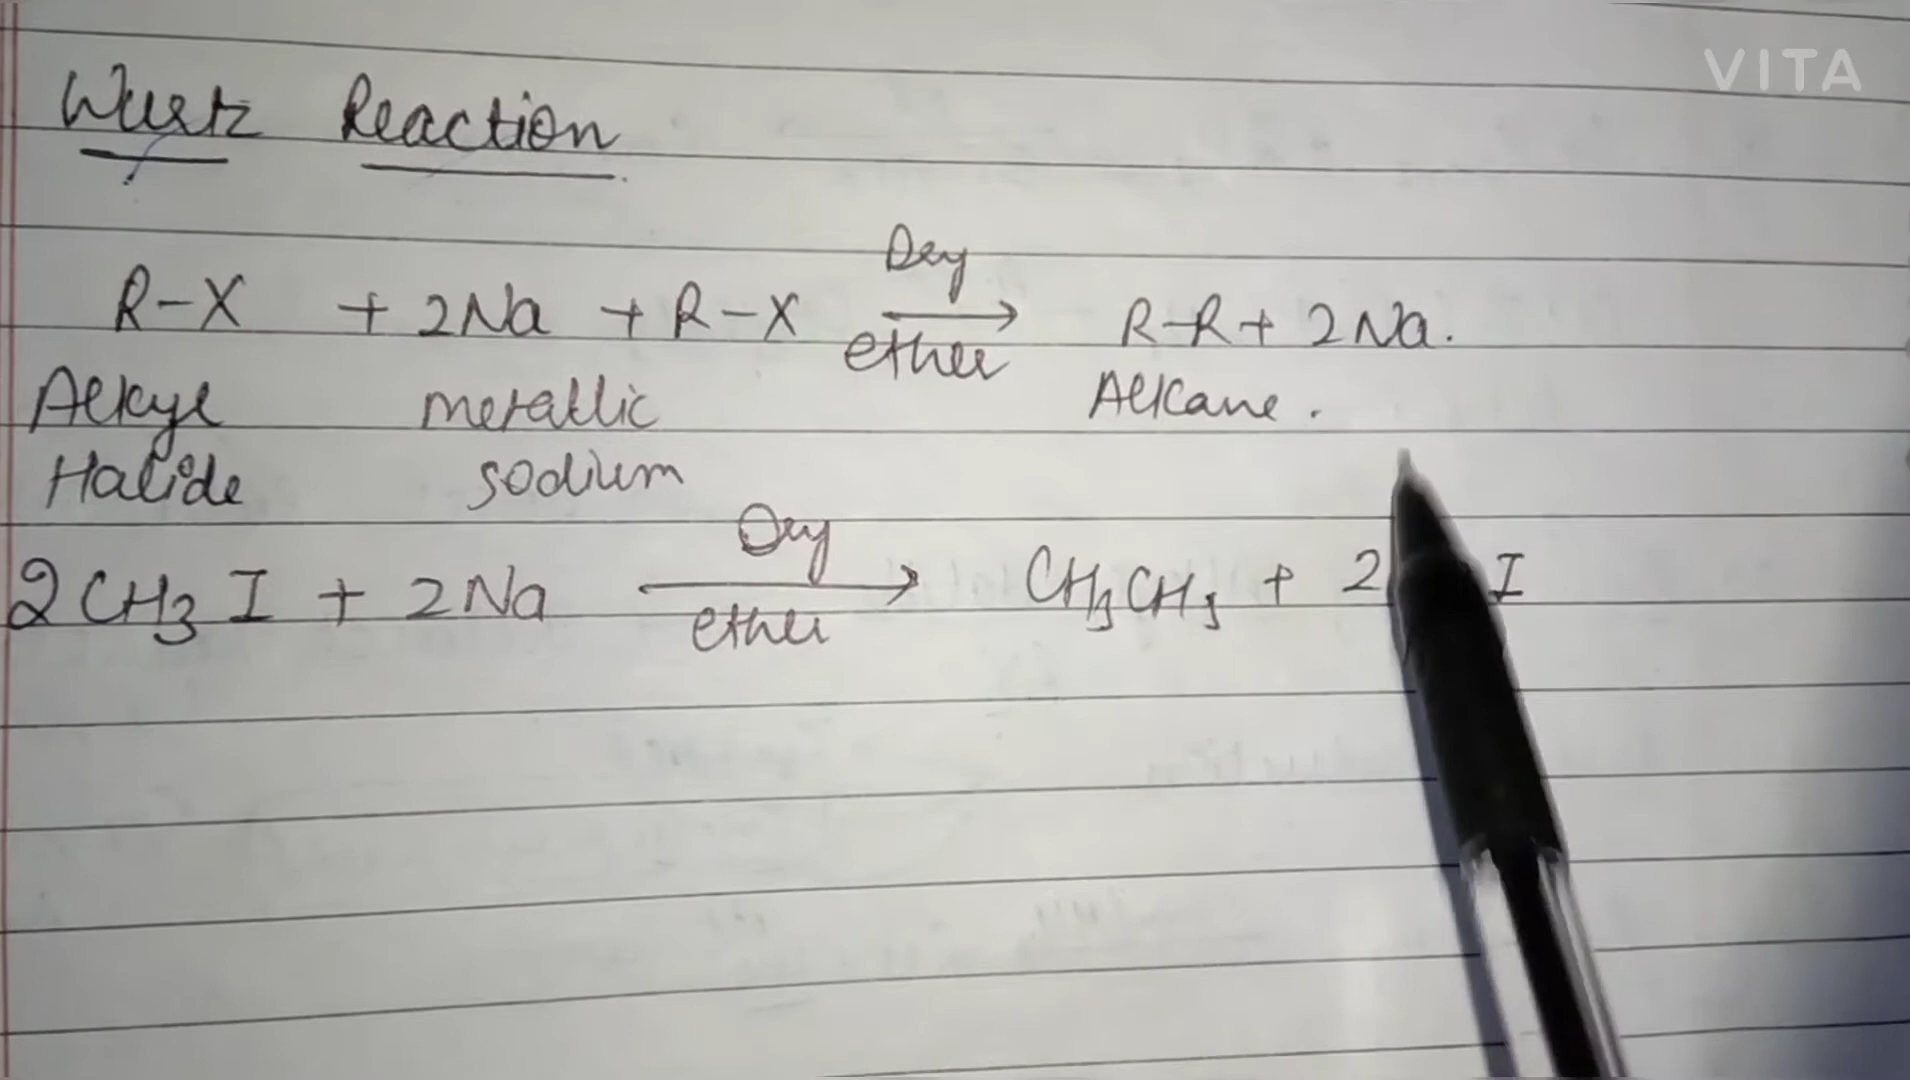 VITA
Wurtz Reaction
R-X + 2Na + R-X Dry ether → R-R + 2Na.
Alkyl metallic Alkane.
Halide sodium
2CH3I + 2Na Dry ether → CH3CH3 + 2 I